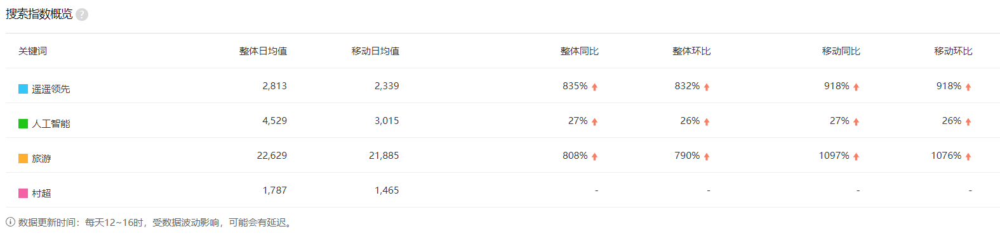 搜索指数概览 ?
关键词 整体日均值 移动日均值 整体同比 整体环比 移动同比 移动环比
遥遥领先 2,813 2,339 835% 832% 918% 918%
人工智能 4,529 3,015 27% 26% 27% 26%
旅游 22,629 21,885 808% 790% 1097% 1076%
村超 1,787 1,465 - - - -
数据更新时间：每天12~16时，受数据波动影响，可能会有延迟。